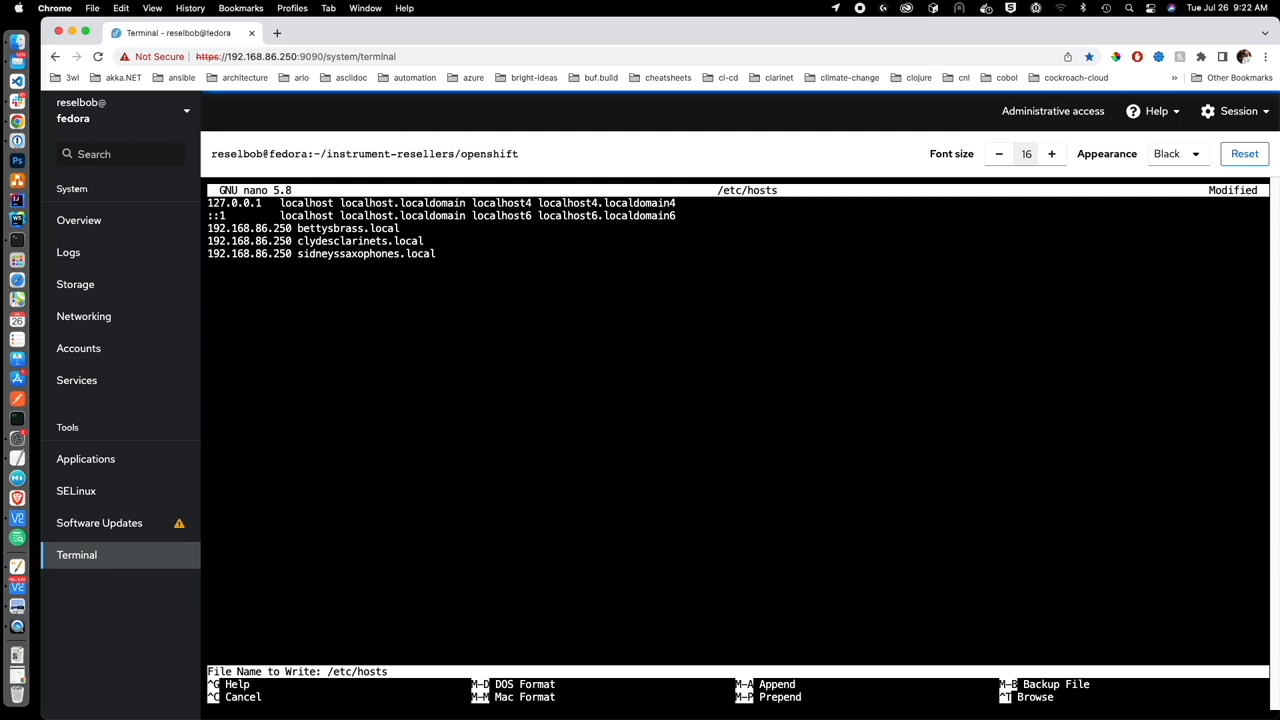 Chrome File Edit View History Bookmarks Profiles Tab Window Help Tue Jul 26 9:22 AM
Terminal - reselbob@fedora
Not Secure https://192.168.86.250:9090/system/terminal
3wl akka.NET ansible architecture arlo asciidoc automation azure bright-ideas buf.build cheatsheets ci-cd clarinet climate-change clojure cnl cobol cockroach-cloud » Other Bookmarks
reselbob@
fedora
Administrative access Help Session
Search
reselbob@fedora:~/instrument-resellers/openshift Font size 16 Appearance Black Reset
System
Overview
Logs
Storage
Networking
Accounts
Services
Tools
Applications
SELinux
Software Updates
Terminal
GNU nano 5.8 /etc/hosts Modified
127.0.0.1 localhost localhost.localdomain localhost4 localhost4.localdomain4
::1 localhost localhost.localdomain localhost6 localhost6.localdomain6
192.168.86.250 bettysbrass.local
192.168.86.250 clydesclarinets.local
192.168.86.250 sidneyssaxophones.local
File Name to Write: /etc/hosts
^G Help M-D DOS Format M-A Append M-B Backup File
^C Cancel M-M Mac Format M-P Prepend ^T Browse